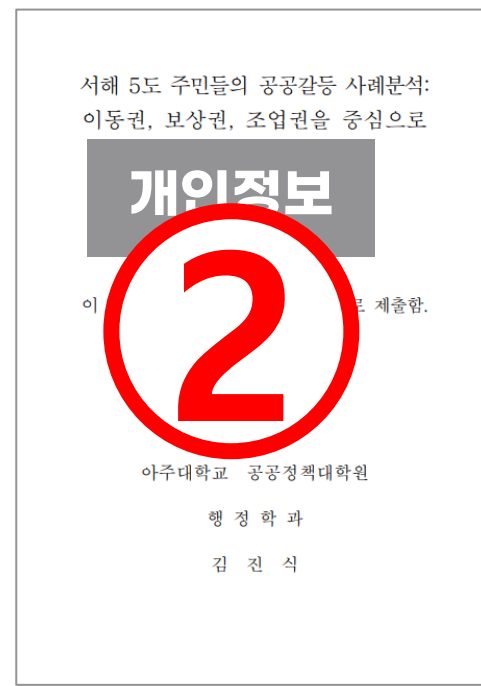 서해 5도 주민들의 공공갈등 사례분석:
이동권, 보상권, 조업권을 중심으로
개인정보
2
이 로 제출함.
아주대학교 공공정책대학원
행 정 학 과
김 진 식